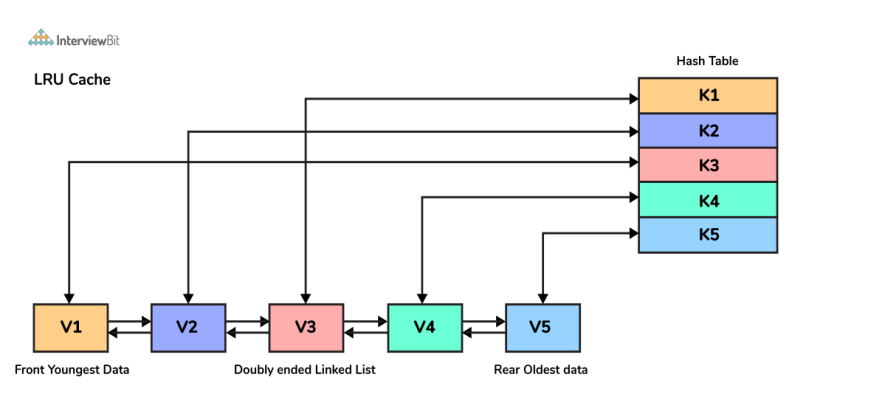 InterviewBit
LRU Cache
Hash Table
K1
K2
K3
K4
K5
V1 V2 V3 V4 V5
Front Youngest Data Doubly ended Linked List Rear Oldest data